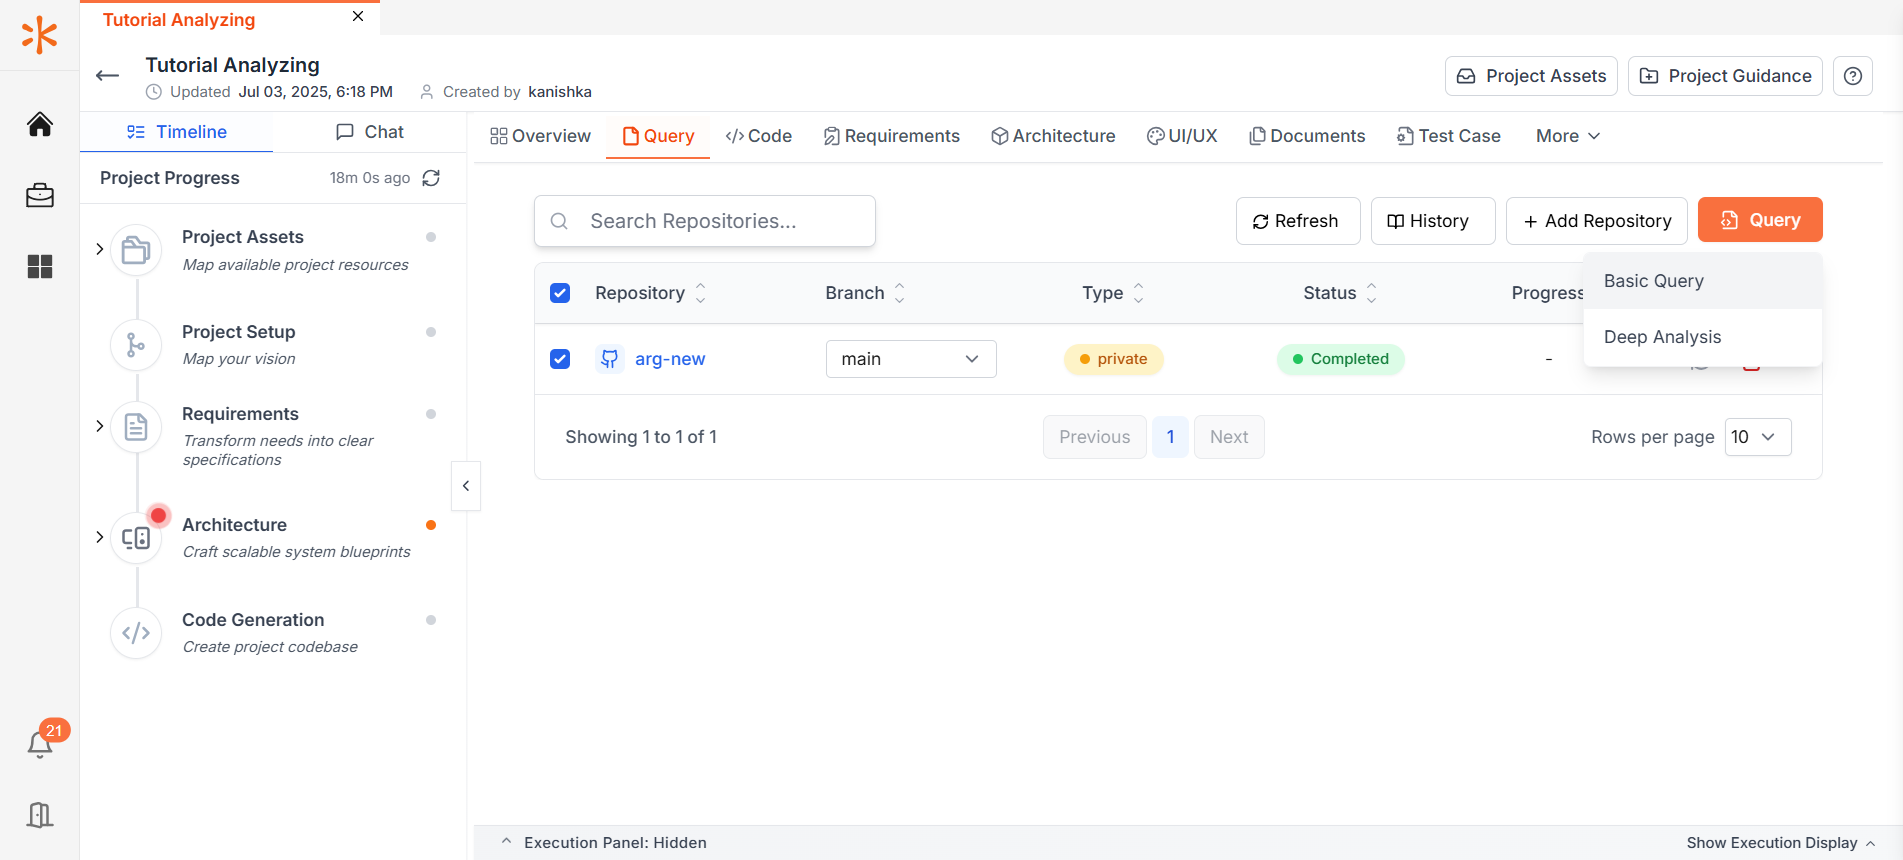 Tutorial Analyzing
Tutorial Analyzing
Updated Jul 03, 2025, 6:18 PM Created by kanishka
Project Assets
Project Guidance
Timeline
Chat
Project Progress
18m 0s ago
Project Assets
Map available project resources
Project Setup
Map your vision
Requirements
Transform needs into clear
specifications
Architecture
Craft scalable system blueprints
Code Generation
Create project codebase
21
Overview
Query
Code
Requirements
Architecture
UI/UX
Documents
Test Case
More
Search Repositories...
Refresh
History
+ Add Repository
Query
Basic Query
Deep Analysis
Repository
Branch
Type
Status
Progress
arg-new
main
private
Completed
-
Showing 1 to 1 of 1
Previous
1
Next
Rows per page
10
Execution Panel: Hidden
Show Execution Display